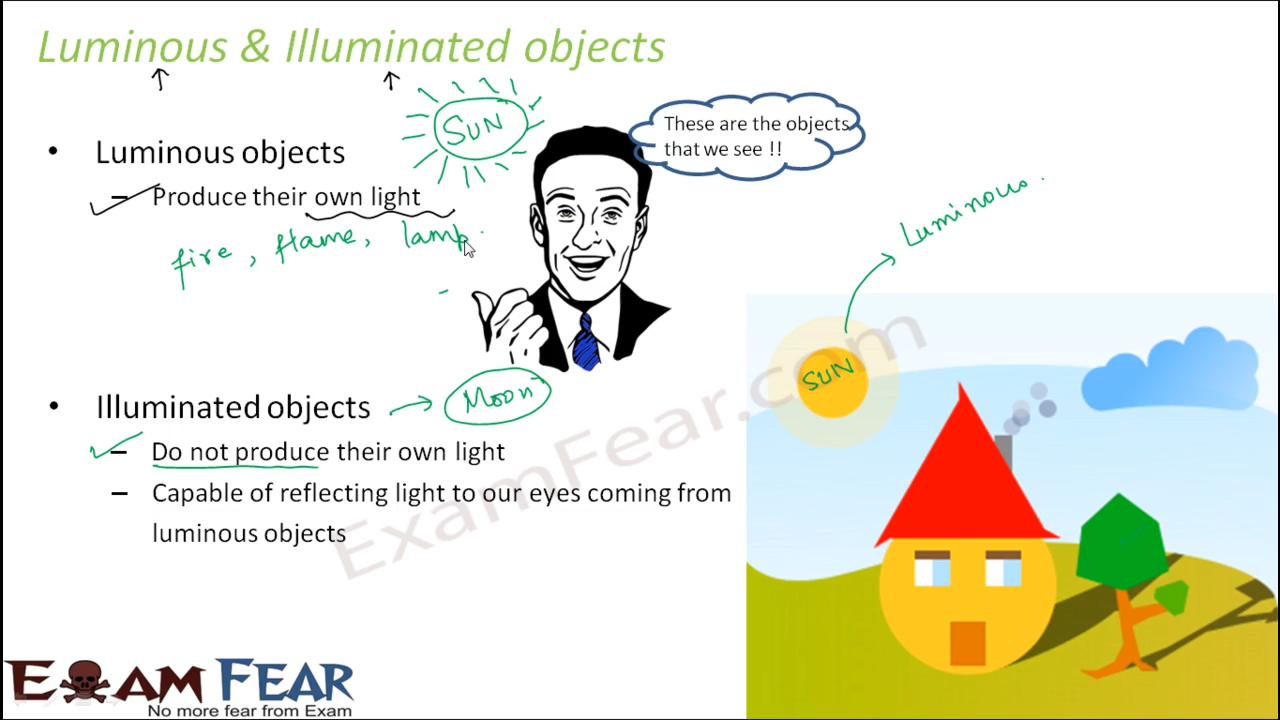 Luminous & Illuminated objects
SUN
These are the objects
that we see !!
• Luminous objects
– Produce their own light
fire, flame, lamp.
Luminous.
SUN
• Illuminated objects → Moon
– Do not produce their own light
– Capable of reflecting light to our eyes coming from
luminous objects
ExamFear.com
EXAM FEAR
No more fear from Exam